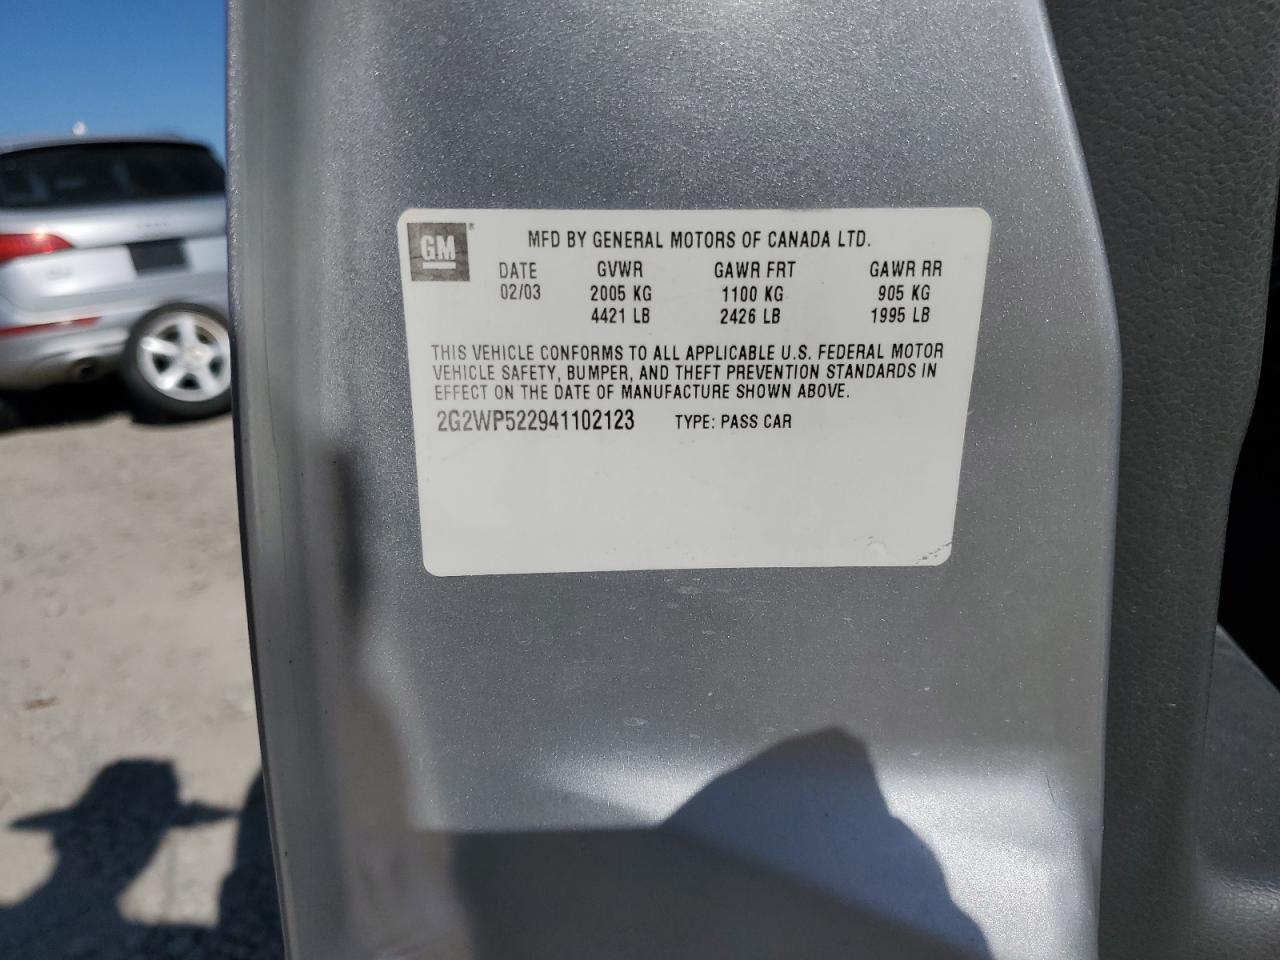 GM® MFD BY GENERAL MOTORS OF CANADA LTD.
DATE GVWR GAWR FRT GAWR RR
02/03 2005 KG 1100 KG 905 KG
4421 LB 2426 LB 1995 LB
THIS VEHICLE CONFORMS TO ALL APPLICABLE U.S. FEDERAL MOTOR
VEHICLE SAFETY, BUMPER, AND THEFT PREVENTION STANDARDS IN
EFFECT ON THE DATE OF MANUFACTURE SHOWN ABOVE.
2G2WP522941102123 TYPE: PASS CAR